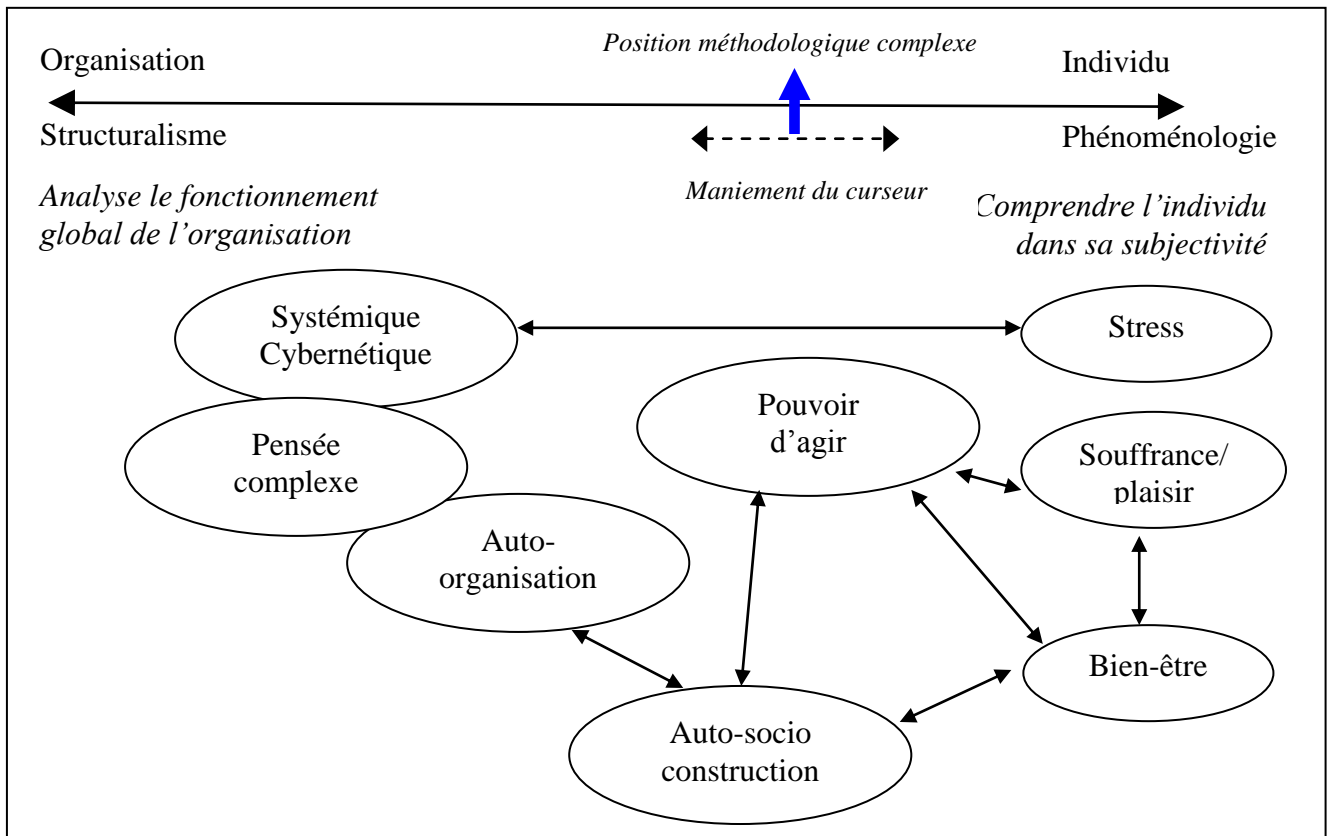 Position méthodologique complexe
Organisation
Individu
Structuralisme
Phénoménologie
Maniement du curseur
Analyse le fonctionnement
global de l’organisation
Comprendre l’individu
dans sa subjectivité
Systémique
Cybernétique
Stress
Pouvoir
d’agir
Pensée
complexe
Souffrance/
plaisir
Auto-
organisation
Bien-être
Auto-socio
construction